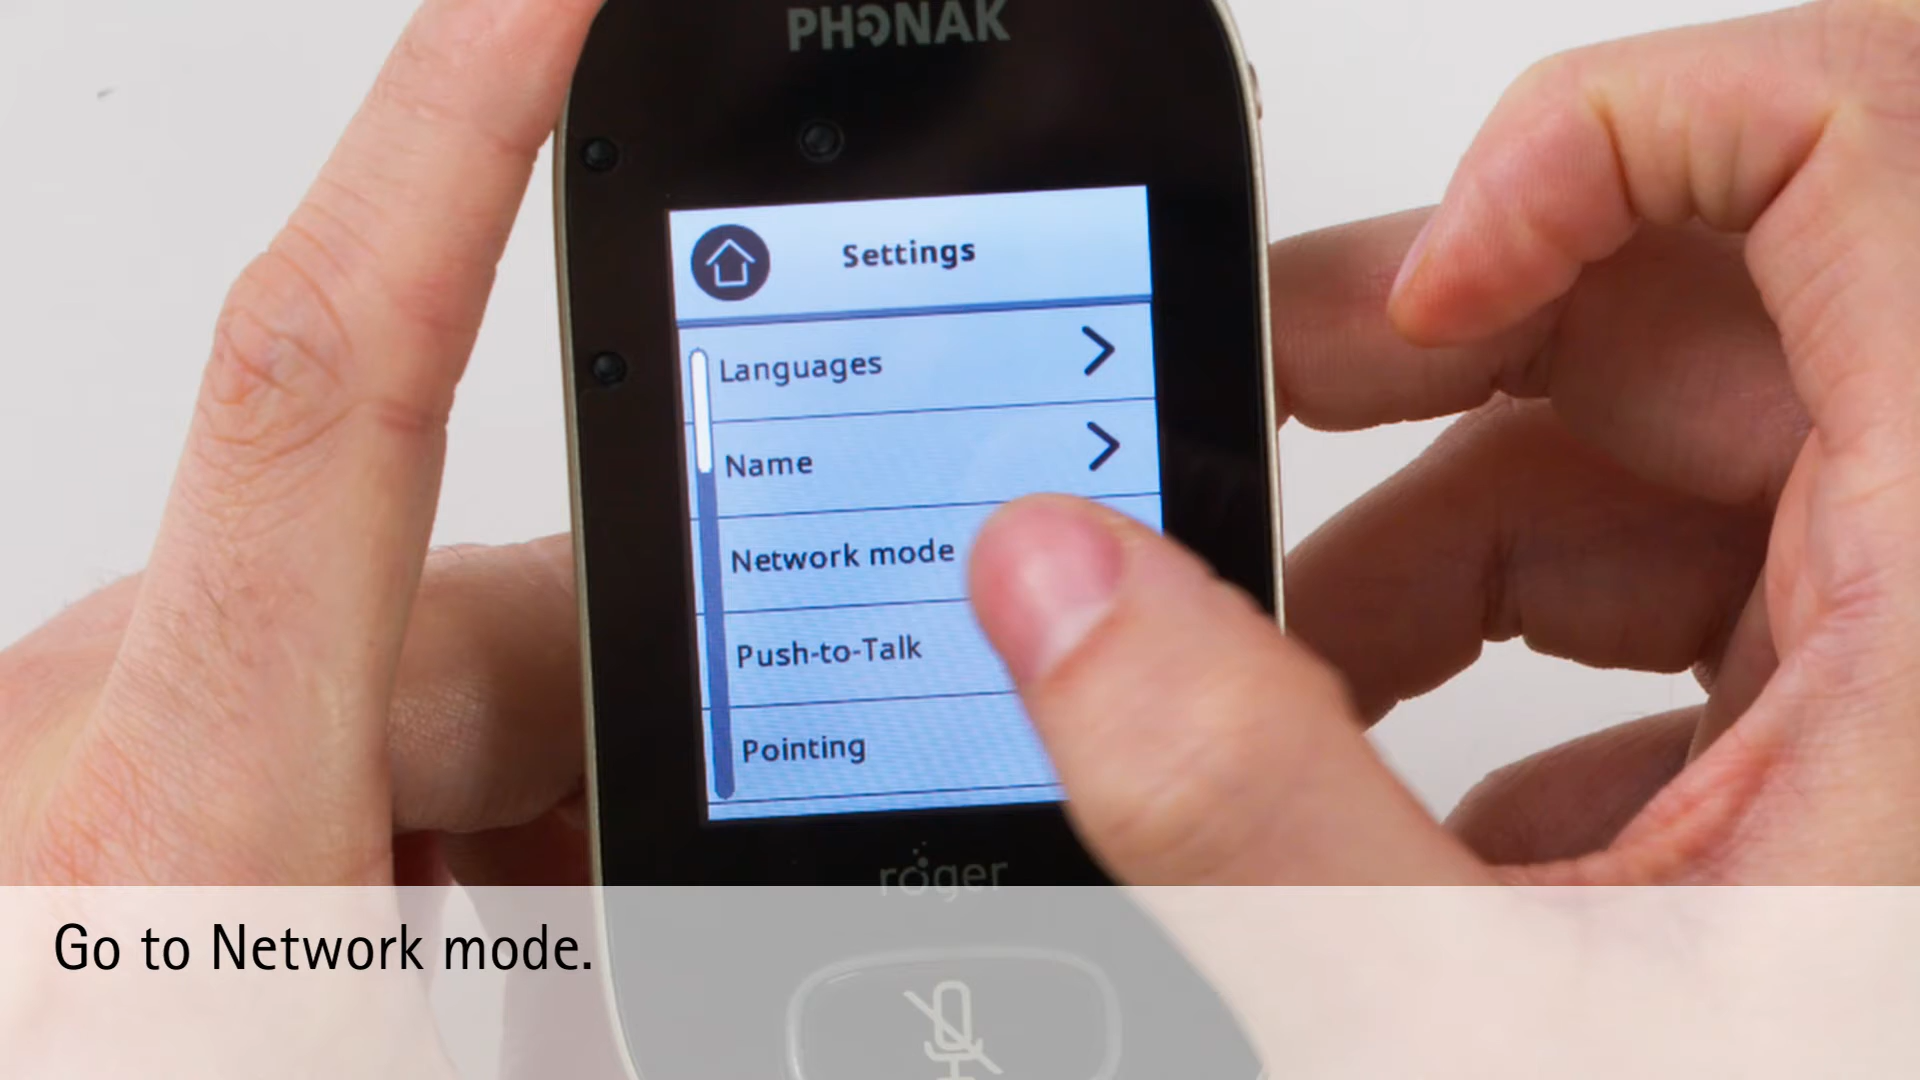 PHONAK
Settings
Languages
Name
Network mode
Push-to-Talk
Pointing
roger
Go to Network mode.